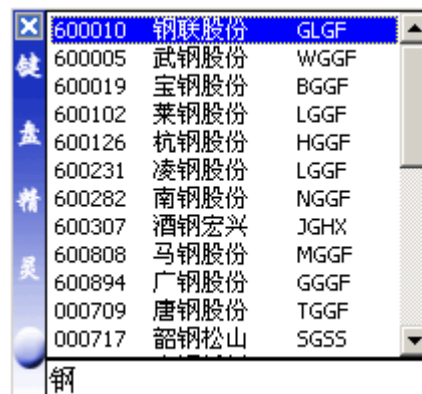 键盘精灵
600010 钢联股份 GLGF
600005 武钢股份 WGGF
600019 宝钢股份 BGGF
600102 莱钢股份 LGGF
600126 杭钢股份 HGGF
600231 凌钢股份 LGGF
600282 南钢股份 NGGF
600307 酒钢宏兴 JGHX
600808 马钢股份 MGGF
600894 广钢股份 GGGF
000709 唐钢股份 TGGF
000717 韶钢松山 SGSS
钢